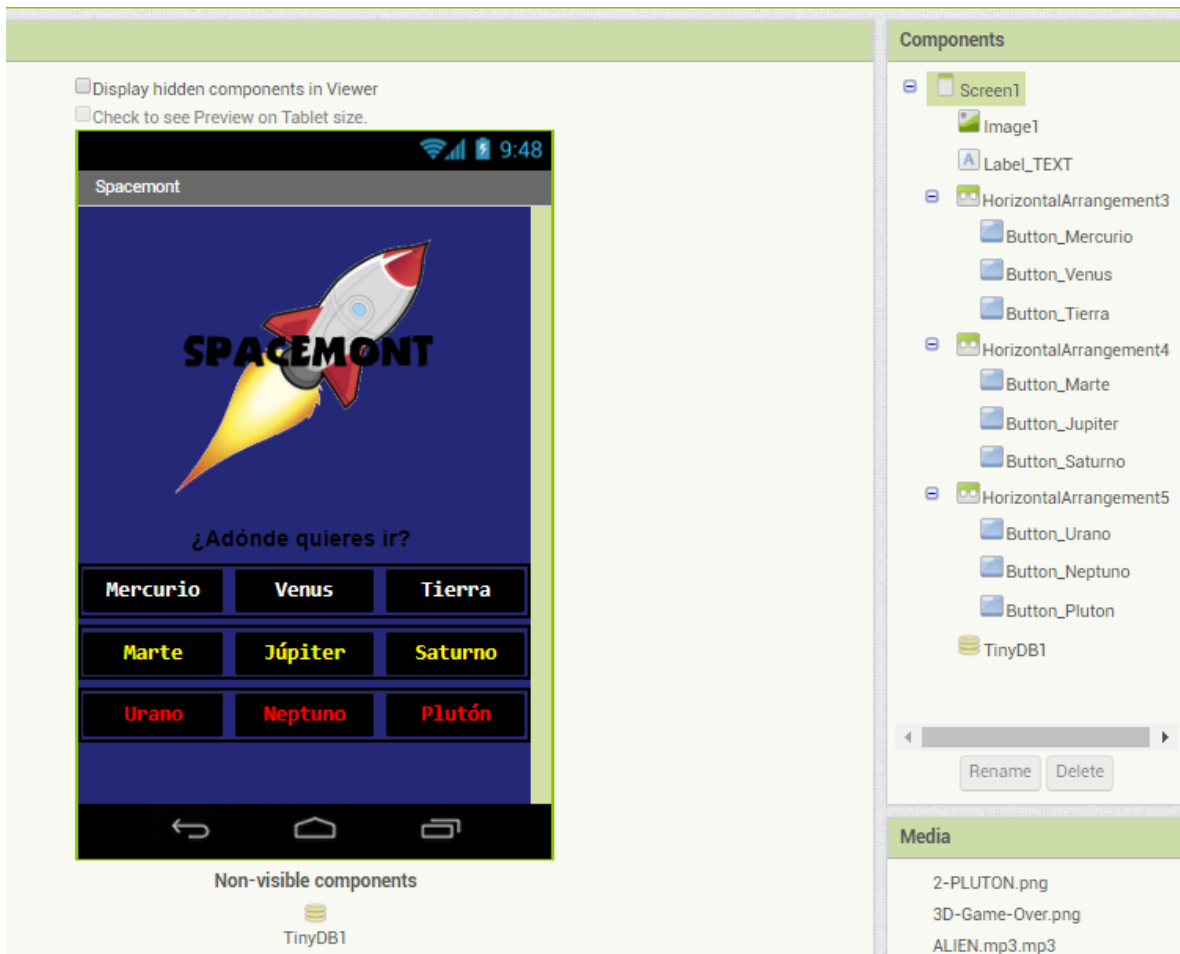 Display hidden components in Viewer
Check to see Preview on Tablet size.
9:48
Spacemont
SPACEMONT
¿Adónde quieres ir?
Mercurio Venus Tierra
Marte Júpiter Saturno
Urano Neptuno Plutón
Non-visible components
TinyDB1
Components
Screen1
Image1
A Label_TEXT
HorizontalArrangement3
Button_Mercurio
Button_Venus
Button_Tierra
HorizontalArrangement4
Button_Marte
Button_Jupiter
Button_Saturno
HorizontalArrangement5
Button_Urano
Button_Neptuno
Button_Pluton
TinyDB1
Rename Delete
Media
2-PLUTON.png
3D-Game-Over.png
ALIEN.mp3.mp3